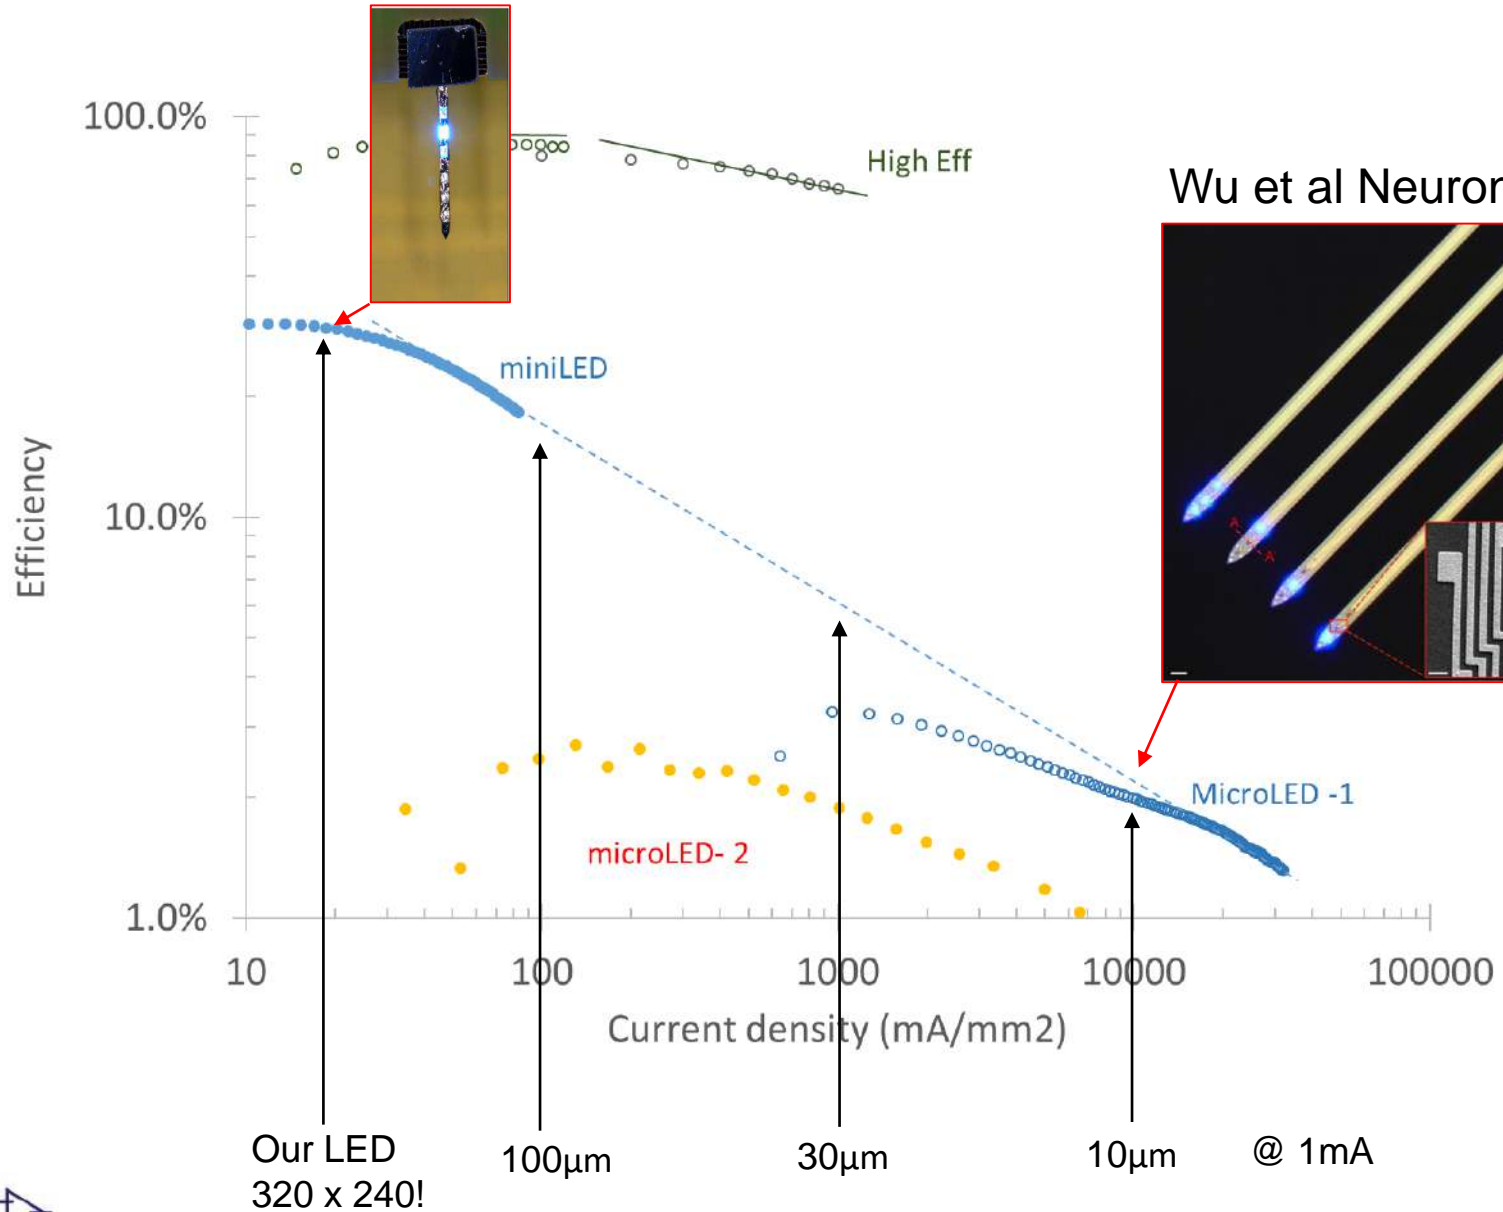 100.0%
High Eff
Wu et al Neuron
miniLED
A
A'
Efficiency
10.0%
MicroLED -1
microLED- 2
1.0%
10
100
1000
10000
100000
Current density (mA/mm2)
Our LED
320 x 240!
100µm
30µm
10µm
@ 1mA